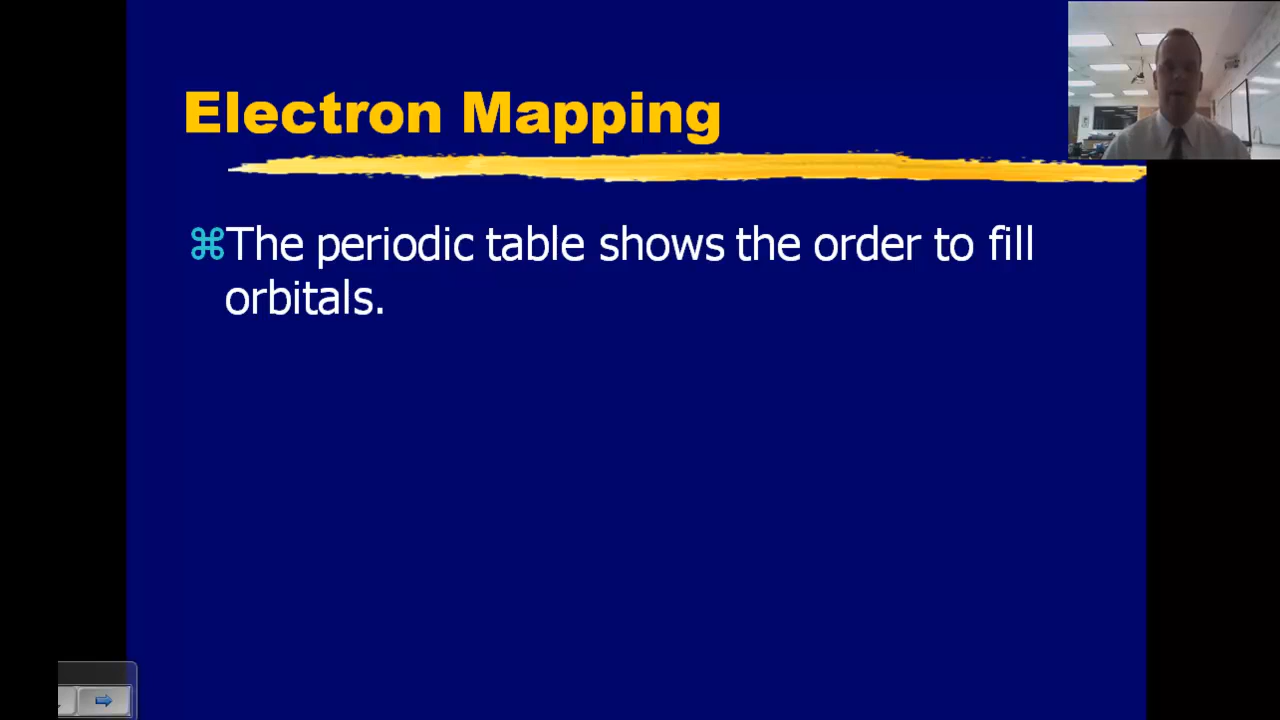 Electron Mapping
⌘The periodic table shows the order to fill
orbitals.